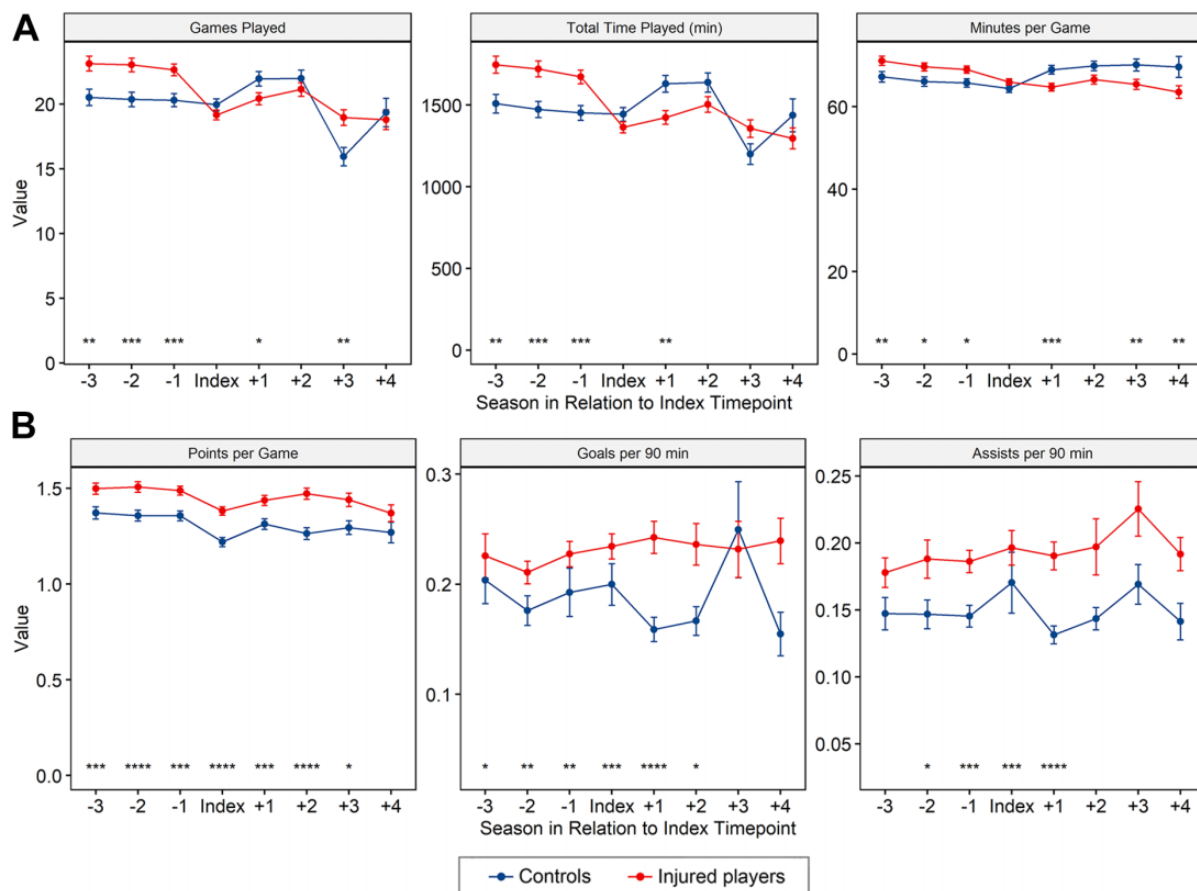 A
Games Played
Total Time Played (min)
Minutes per Game
Value
20
15
10
5
0
1500
1000
500
0
60
40
20
0
** *** *** * **
** *** *** **
** * * *** ** **
-3 -2 -1 Index +1 +2 +3 +4
-3 -2 -1 Index +1 +2 +3 +4
-3 -2 -1 Index +1 +2 +3 +4
Season in Relation to Index Timepoint
B
Points per Game
Goals per 90 min
Assists per 90 min
Value
1.5
1.0
0.5
0.0
0.3
0.2
0.1
0.25
0.20
0.15
0.10
0.05
*** **** *** **** *** **** *
* ** ** *** **** *
* *** *** ****
-3 -2 -1 Index +1 +2 +3 +4
-3 -2 -1 Index +1 +2 +3 +4
-3 -2 -1 Index +1 +2 +3 +4
Season in Relation to Index Timepoint
Controls Injured players